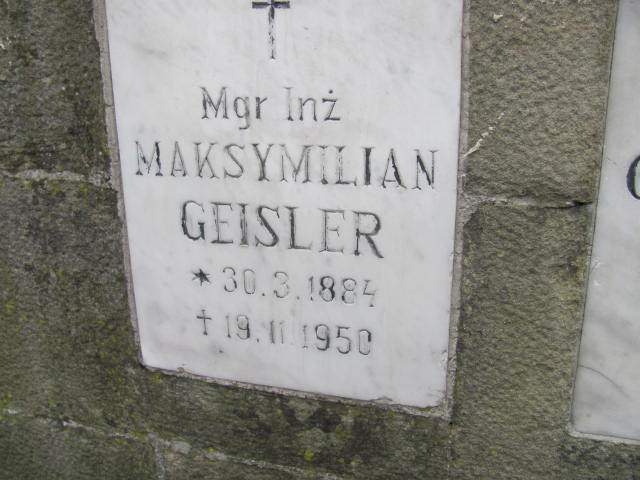 Mgr Inż
MAKSYMILIAN
GEISLER
* 30.3.1884
† 19.11.1950